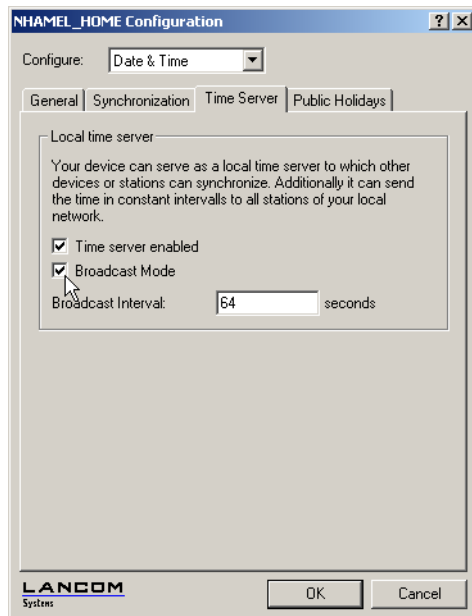 NHAMEL_HOME Configuration
Configure: Date & Time
General Synchronization Time Server Public Holidays
Local time server
Your device can serve as a local time server to which other
devices or stations can synchronize. Additionally it can send
the time in constant intervalls to all stations of your local
network.
Time server enabled
Broadcast Mode
Broadcast Interval: 64 seconds
LANCOM
Systems
OK Cancel